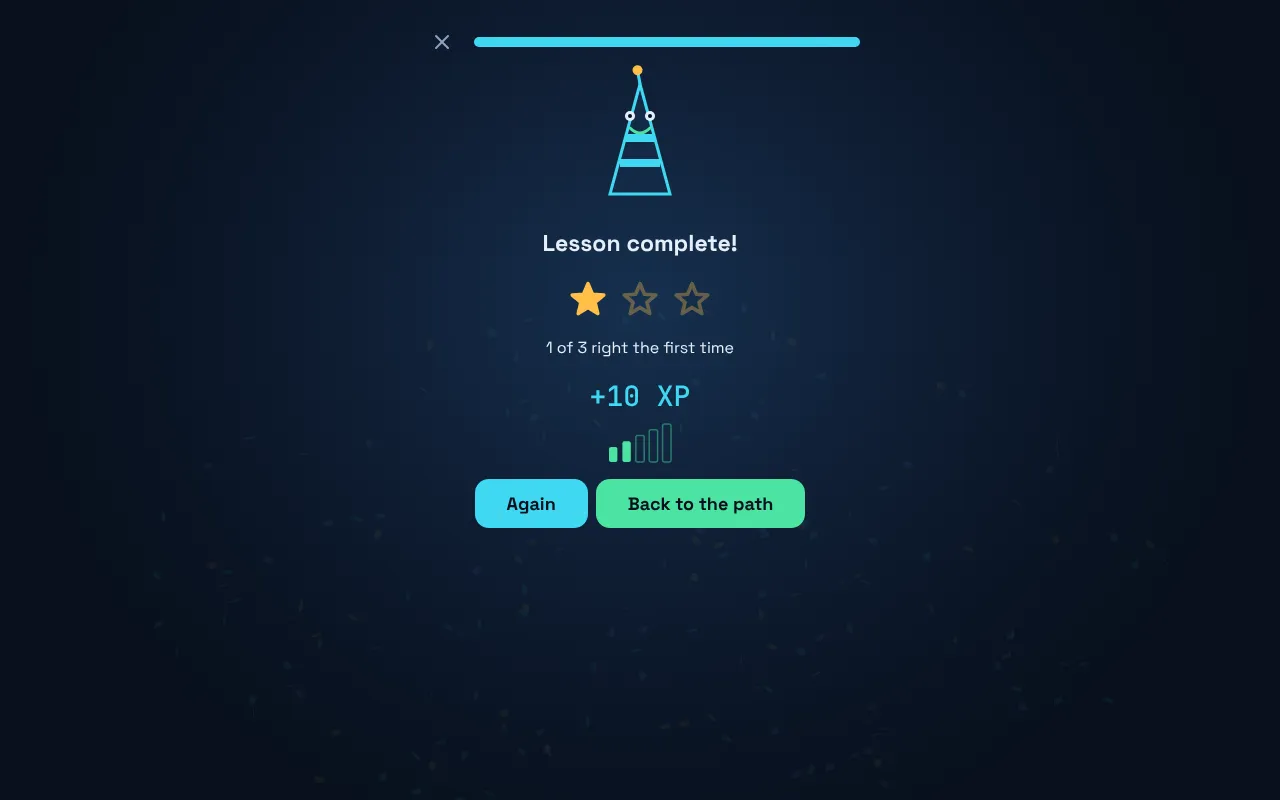 Lesson complete!
1 of 3 right the first time
+10 XP
Again
Back to the path